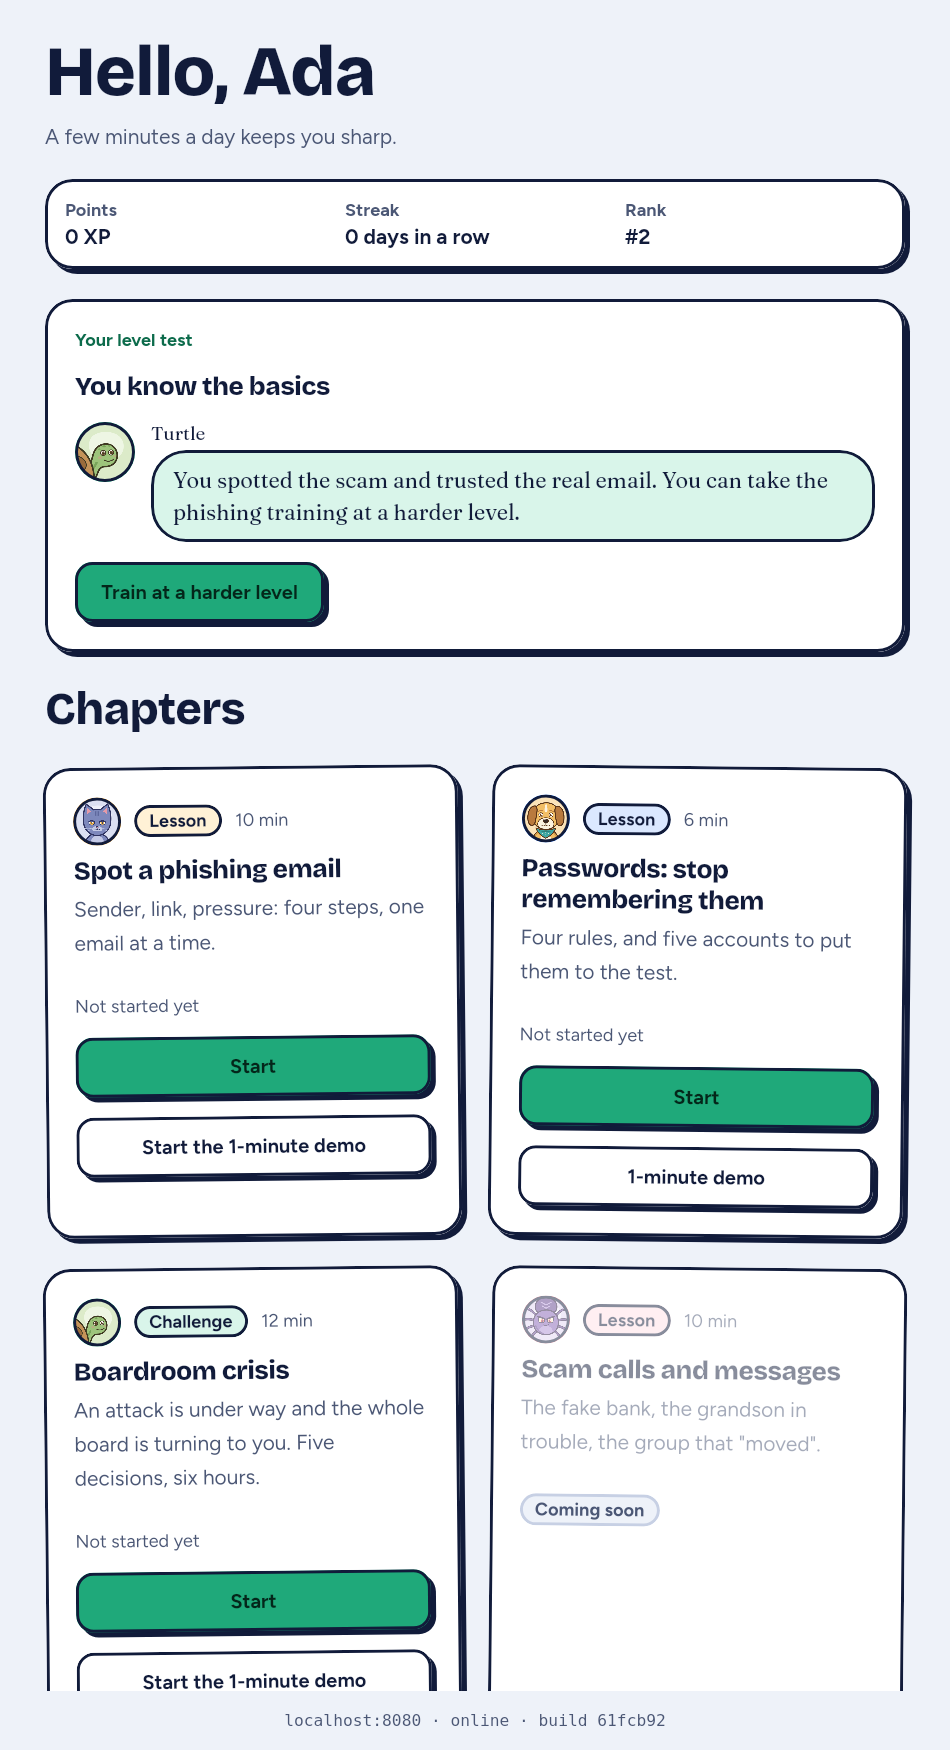 Hello, Ada
A few minutes a day keeps you sharp.
Points
0 XP
Streak
0 days in a row
Rank
#2
Your level test
You know the basics
Turtle
You spotted the scam and trusted the real email. You can take the
phishing training at a harder level.
Train at a harder level
Chapters
Lesson
10 min
Spot a phishing email
Sender, link, pressure: four steps, one
email at a time.
Not started yet
Start
Start the 1-minute demo
Lesson
6 min
Passwords: stop
remembering them
Four rules, and five accounts to put
them to the test.
Not started yet
Start
1-minute demo
Challenge
12 min
Boardroom crisis
An attack is under way and the whole
board is turning to you. Five
decisions, six hours.
Not started yet
Start
Start the 1-minute demo
Lesson
10 min
Scam calls and messages
The fake bank, the grandson in
trouble, the group that "moved".
Coming soon
localhost:8080 · online · build 61fcb92